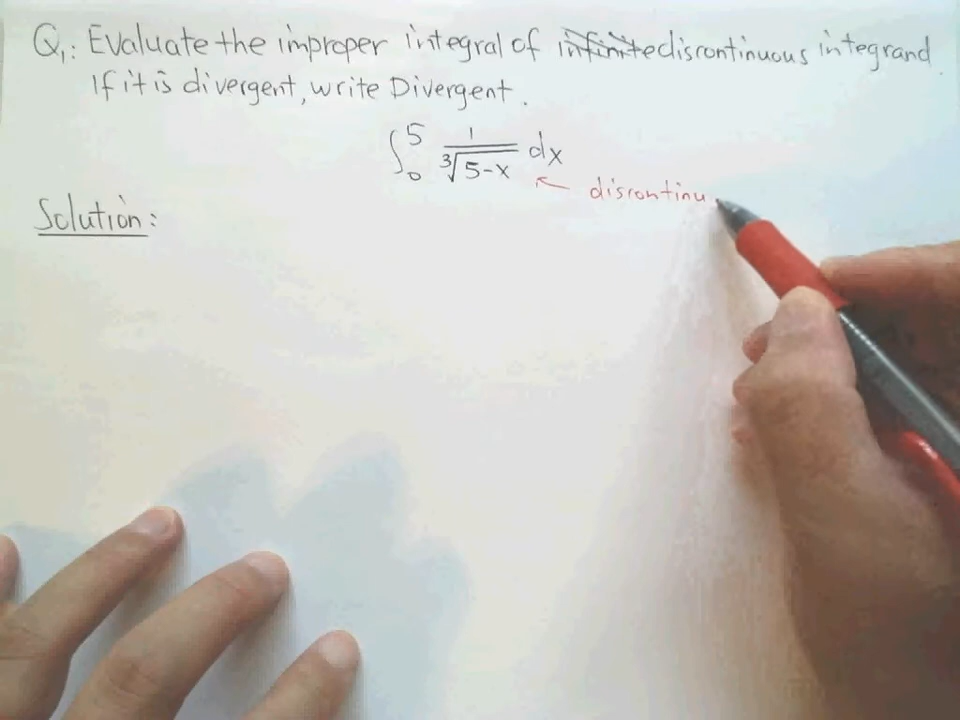 Q1: Evaluate the improper integral of infinite discontinuous integrand.
If it is divergent, write Divergent.
∫₀⁵ 1/∛(5-x) dx
← discontinu
Solution: